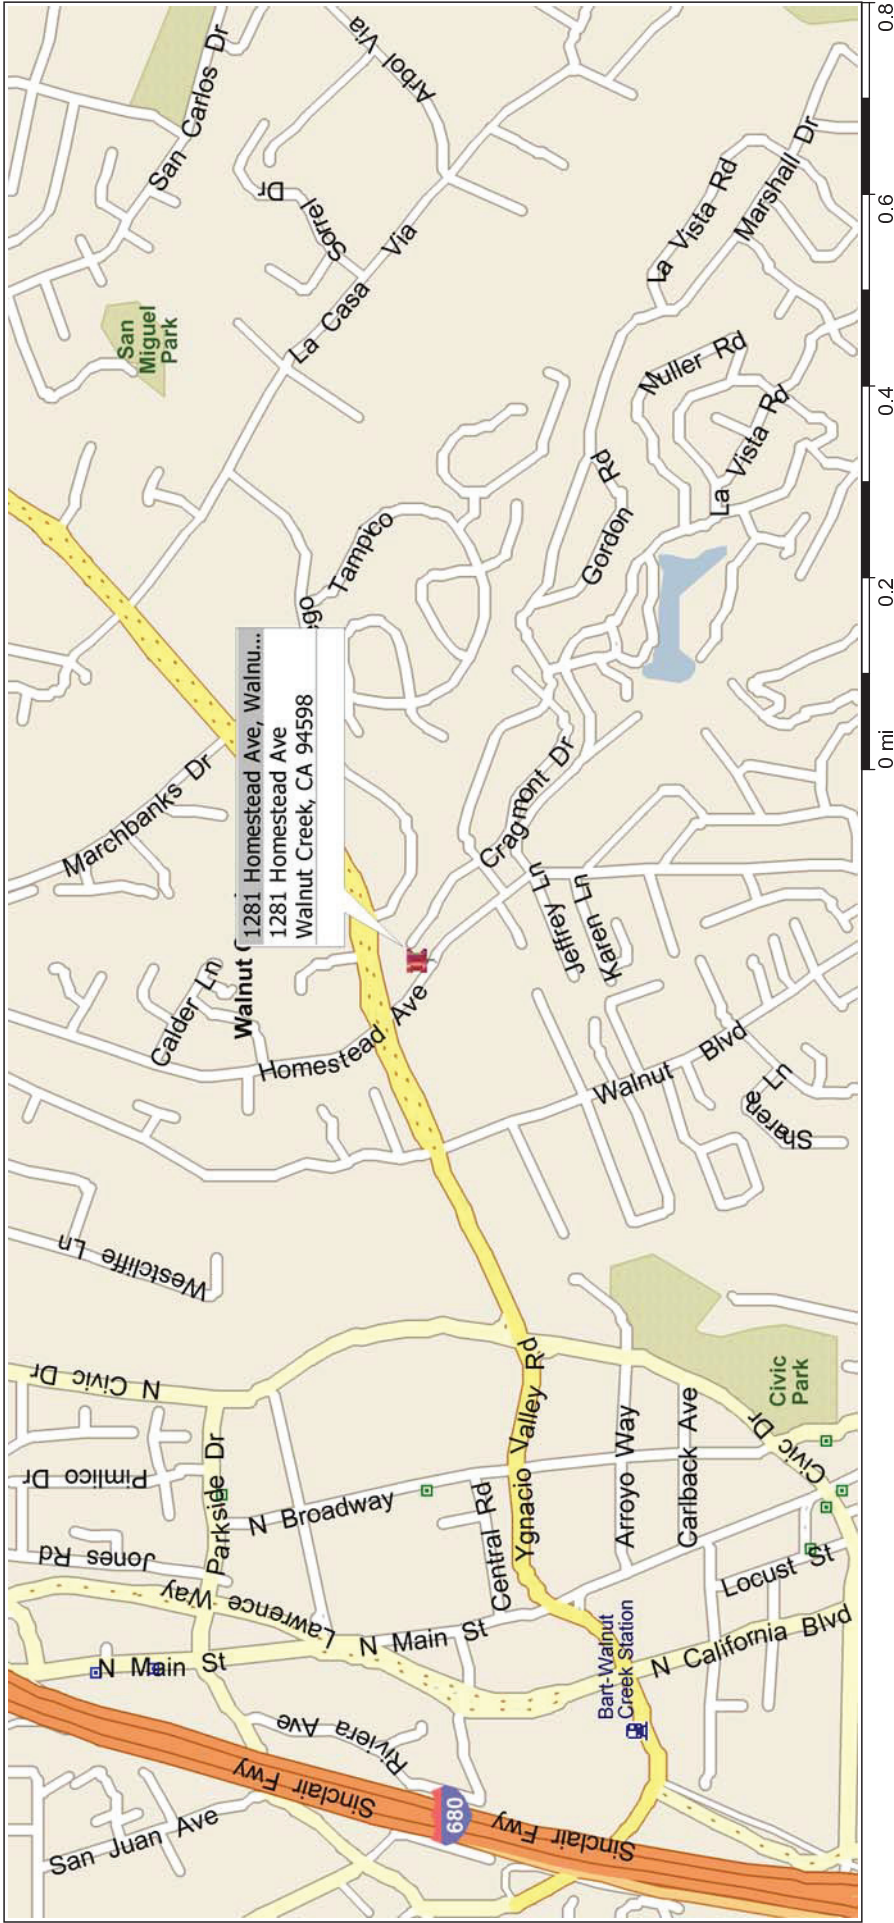 San Carlos Dr
Arbol Via
Sorrel Dr
La Casa Via
San
Miguel
Park
La Vista Rd
Marshall Dr
Muller Rd
La Vista Rd
Gordon Rd
Tampico
ego
Marchbanks Dr
1281 Homestead Ave, Walnu...
1281 Homestead Ave
Walnut Creek, CA 94598
Cragmont Dr
Jeffrey Ln
Karen Ln
Calder Ln
Walnut
Homestead Ave
Walnut Blvd
Sharene Ln
Westcliffe Ln
N Civic Dr
Pimlico Dr
Parkside Dr
N Broadway
Ygnacio Valley Rd
Central Rd
Arroyo Way
Carlback Ave
Civic
Park
Civic Dr
Jones Rd
Lawrence Way
N Main St
N Main St
Locust St
N California Blvd
Bart-Walnut
Creek Station
Riviera Ave
Sinclair Fwy
Sinclair Fwy
680
San Juan Ave
0 mi
0.2
0.4
0.6
0.8